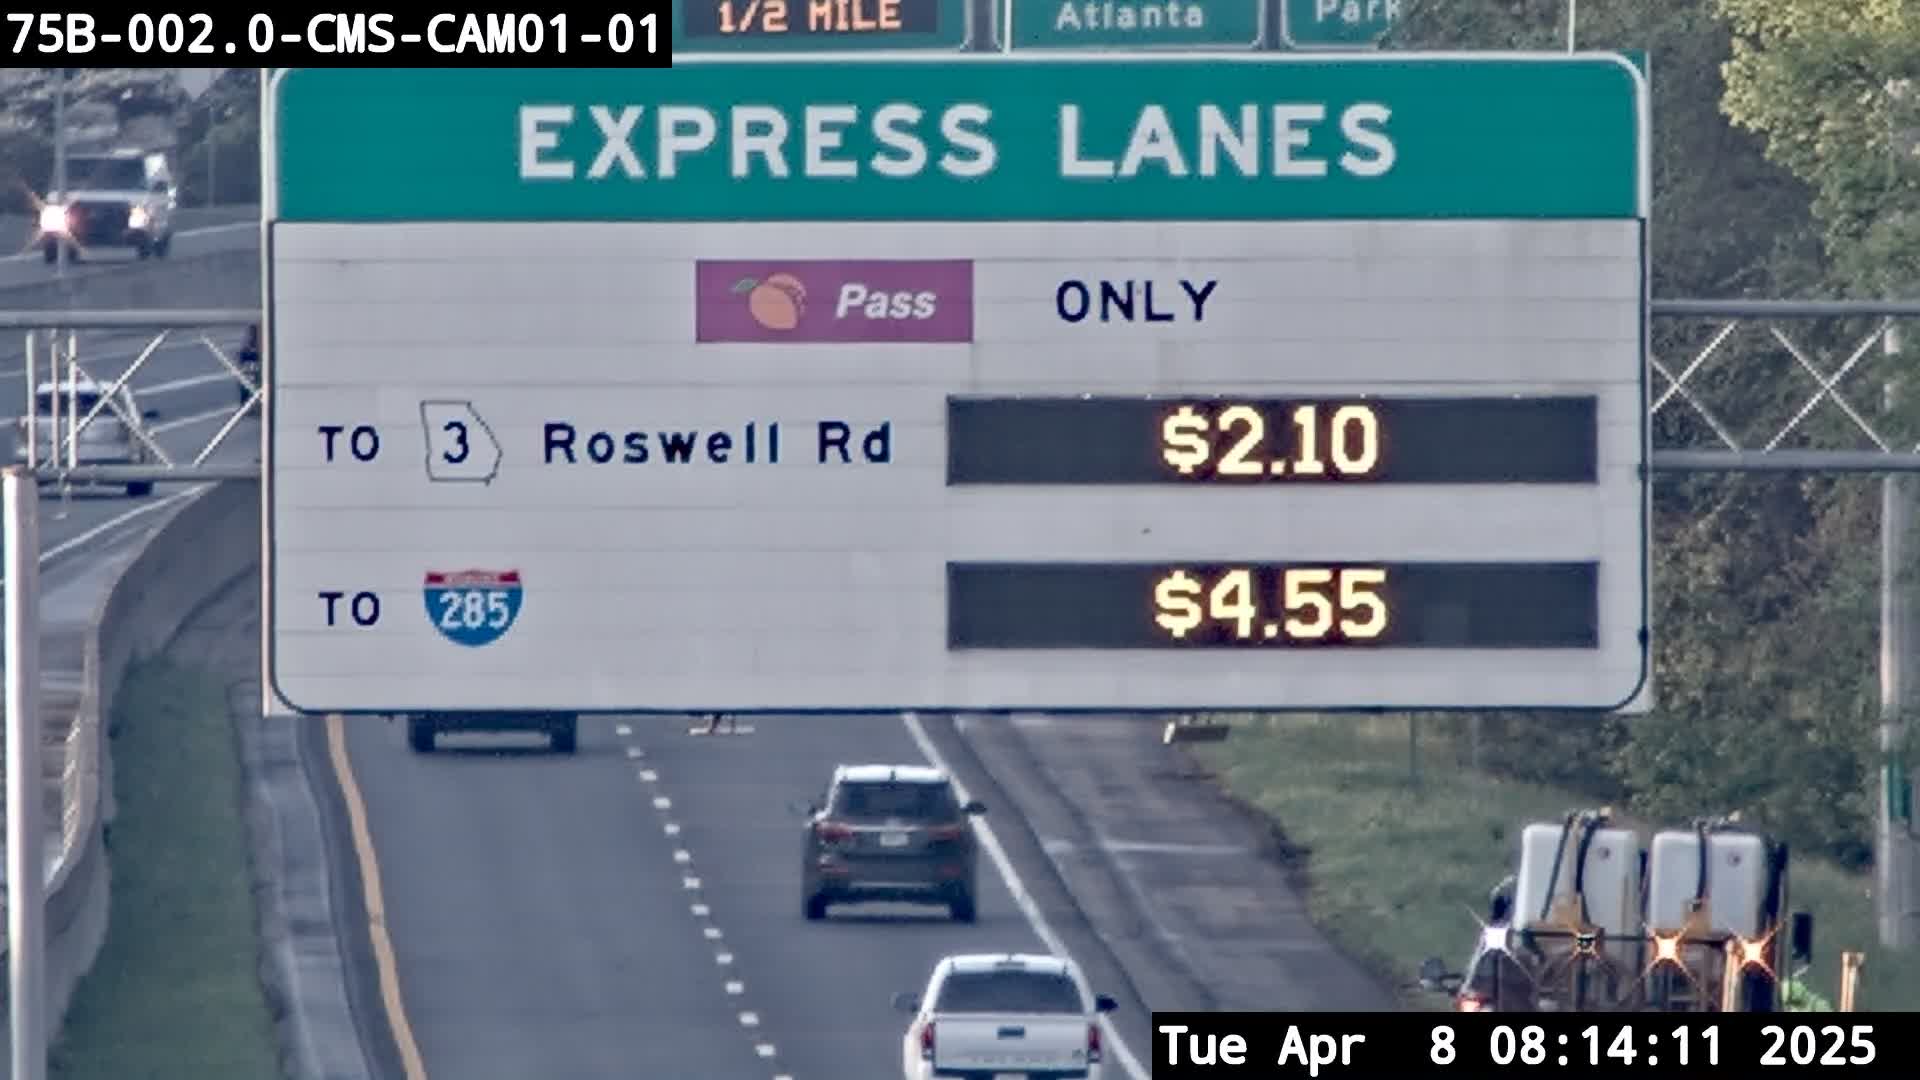 75B-002.0-CMS-CAM01-01
1/2 MILE
Atlanta
Park
EXPRESS LANES
Pass ONLY
TO 3 Roswell Rd $2.10
TO 285 $4.55
Tue Apr 8 08:14:11 2025